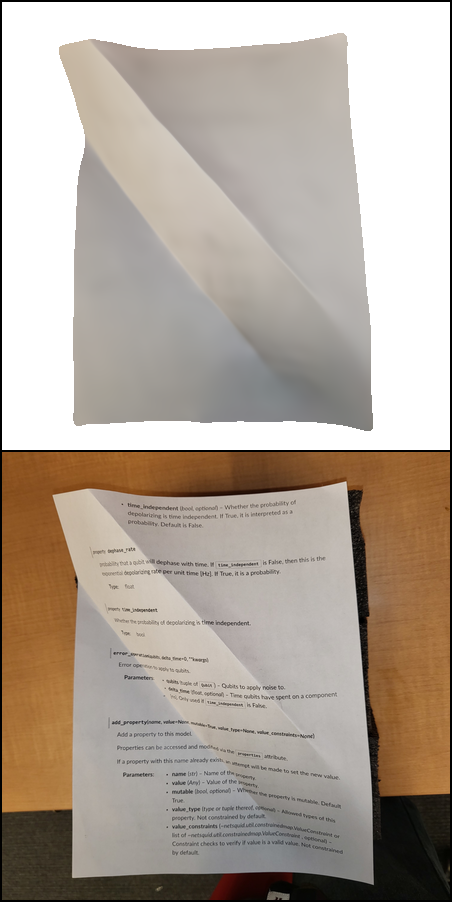 • time_independent (bool, optional) – Whether the probability of
depolarizing is time independent. If True, it is interpreted as a
probability. Default is False.
property dephase_rate
probability that a qubit will dephase with time. If time_independent is False, then this is the
exponential depolarizing rate per unit time [Hz]. If True, it is a probability.
Type: float
property time_independent
Whether the probability of depolarizing is time independent.
Type: bool
error_operation(qubits, delta_time=0, **kwargs)
Error operation to apply to qubits.
Parameters: • qubits (tuple of Qubit) – Qubits to apply noise to.
• delta_time (float, optional) – Time qubits have spent on a component
[ns]. Only used if time_independent is False.
add_property(name, value=None, mutable=True, value_type=None, value_constraints=None)
Add a property to this model.
Properties can be accessed and modified via the properties attribute.
If a property with this name already exists, an attempt will be made to set the new value.
Parameters: • name (str) – Name of the property.
• value (Any) – Value of the property.
• mutable (bool, optional) – Whether the property is mutable. Default
True.
• value_type (type or tuple thereof, optional) – Allowed types of this
property. Not constrained by default.
• value_constraints (~netsquid.util.constrainedmap.ValueConstraint or
list of ~netsquid.util.constrainedmap.ValueConstraint, optional) –
Constraint checks to verify if value is a valid value. Not constrained
by default.